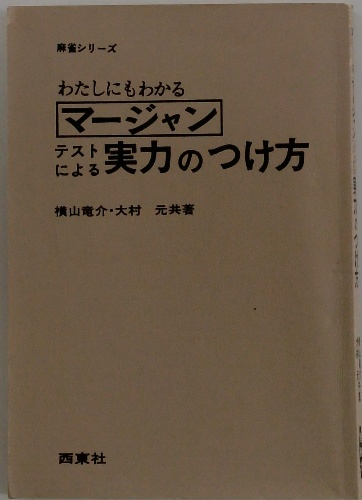 麻雀シリーズ
わたしにもわかる
マージャン
テストによる実力のつけ方
横山竜介・大村 元共著
西東社